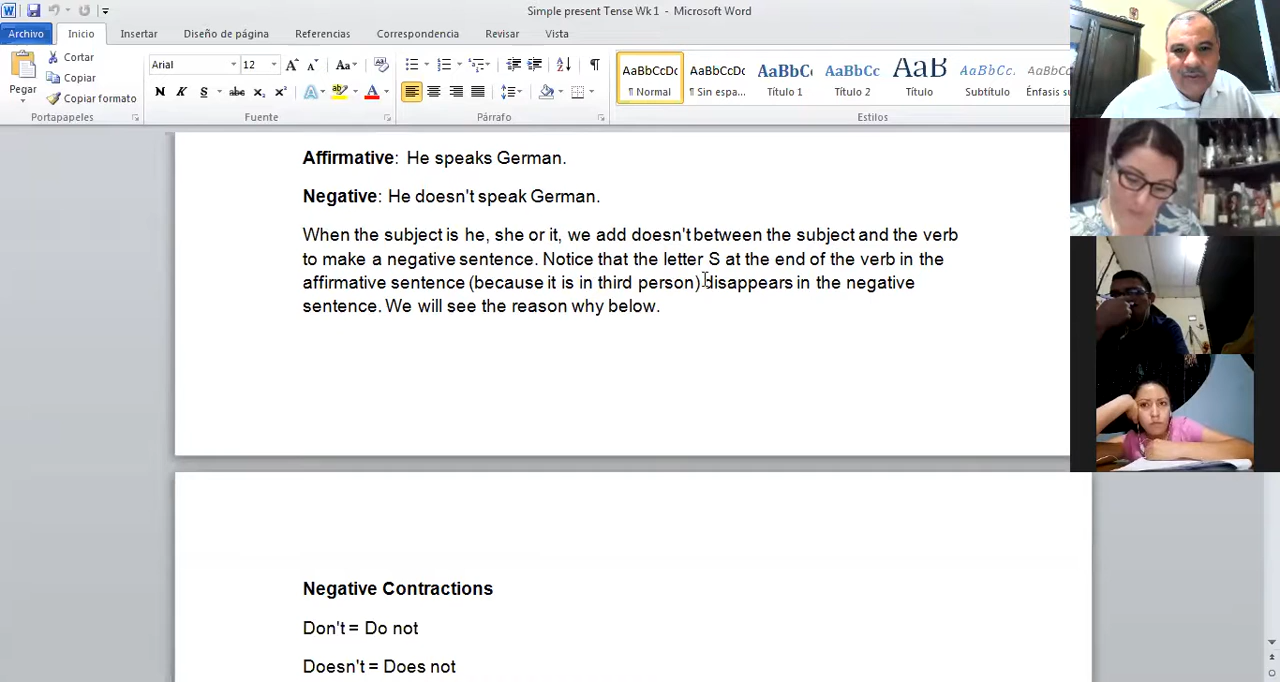 Simple present Tense Wk 1 - Microsoft Word
Archivo Inicio Insertar Diseño de página Referencias Correspondencia Revisar Vista
Pegar
Cortar
Copiar
Copiar formato
Portapapeles
Arial 12
Fuente
Párrafo
AaBbCcDc AaBbCcDc AaBbC AaBbCc AaB AaBbCc. AaBbCc
¶ Normal ¶ Sin espa... Título 1 Título 2 Título Subtítulo Énfasis su
Estilos
Affirmative: He speaks German.
Negative: He doesn't speak German.
When the subject is he, she or it, we add doesn't between the subject and the verb
to make a negative sentence. Notice that the letter S at the end of the verb in the
affirmative sentence (because it is in third person) disappears in the negative
sentence. We will see the reason why below.
Negative Contractions
Don't = Do not
Doesn't = Does not